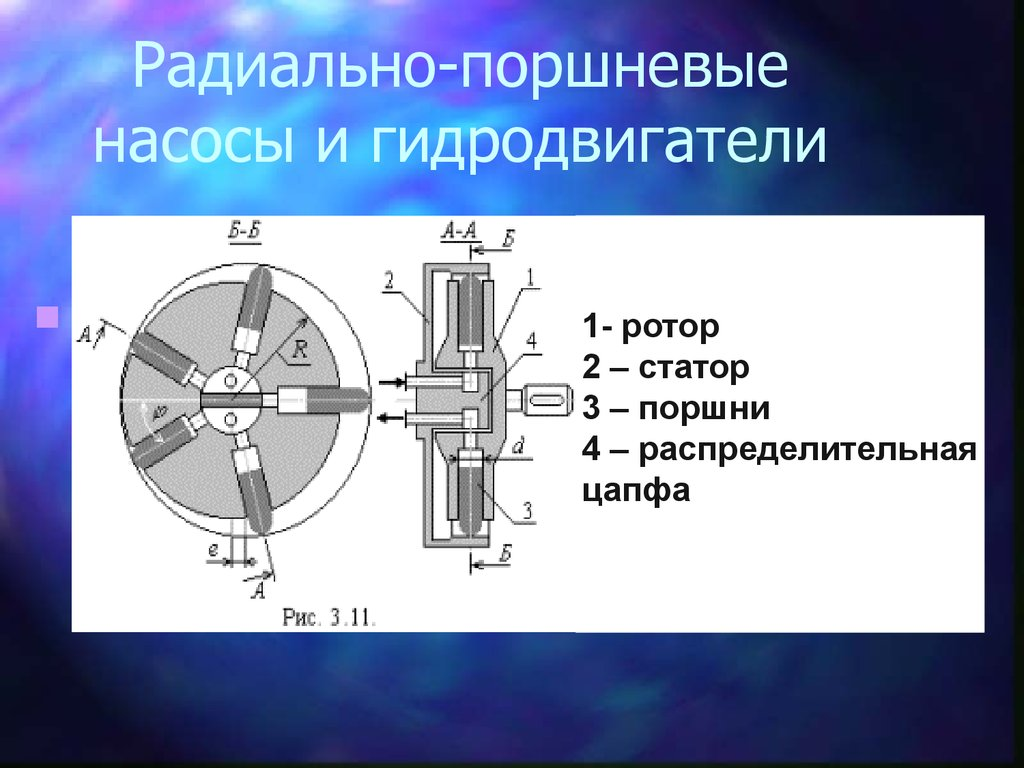 Радиально-поршневые
насосы и гидродвигатели
Б-Б
А-А
Б
2
1
А
R
4
φ
d
3
е
Б
А
Рис. 3.11.
1- ротор
2 – статор
3 – поршни
4 – распределительная
цапфа